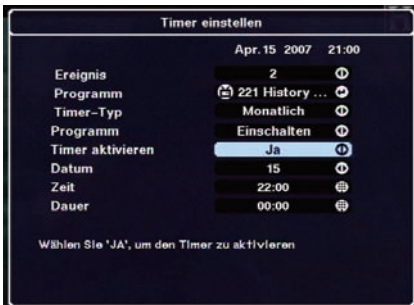 Timer einstellen
Apr.15 2007 21:00
Ereignis 2
Programm 221 History ...
Timer-Typ Monatlich
Programm Einschalten
Timer aktivieren Ja
Datum 15
Zeit 22:00
Dauer 00:00
Wählen Sie 'JA', um den Timer zu aktivieren